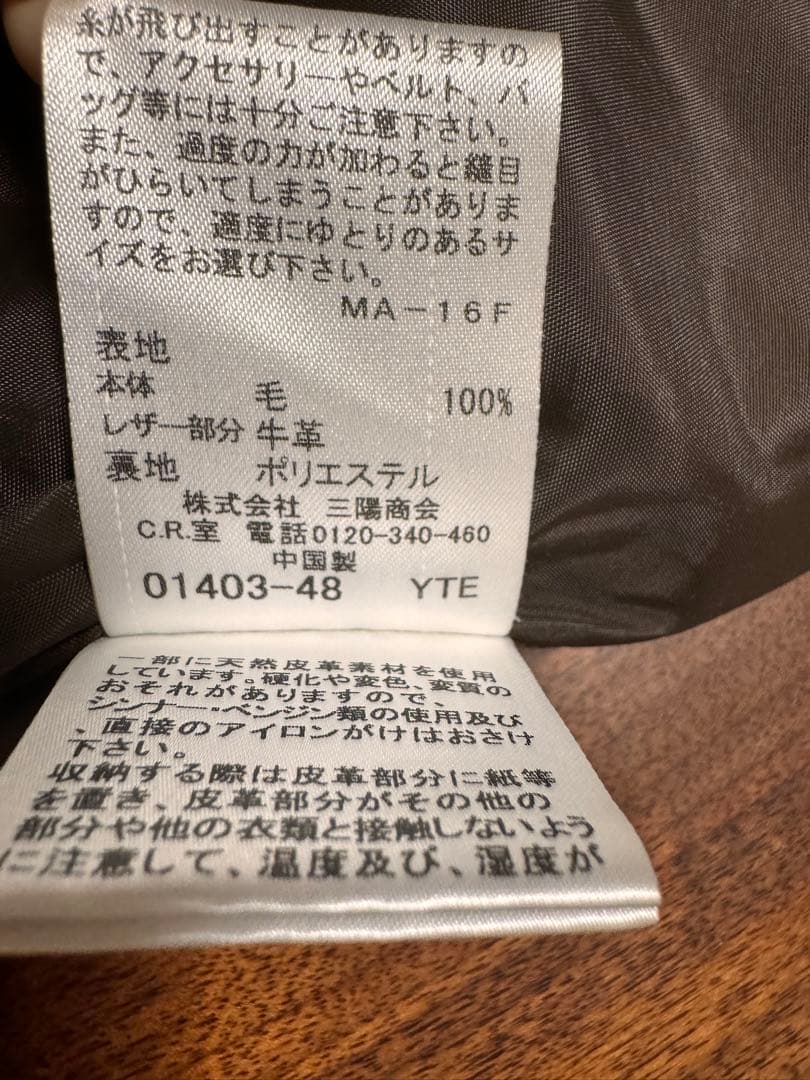 糸が飛び出すことがありますの
で、アクセサリーやベルト、バ
ッグ等には十分ご注意下さい。
また、過度の力が加わると縫目
がひらいてしまうことがありま
すので、適度にゆとりのあるサ
イズをお選び下さい。
MA-16F
表地
本体 毛 100%
レザー部分 牛革
裏地 ポリエステル
株式会社 三陽商会
C.R.室 電話0120-340-460
中国製
01403-48 YTE
一部に天然皮革素材を使用
しています。硬化や変色、変質の
おそれがありますので、
シンナー・ベンジン類の使用及び
、直接のアイロンがけはおさけ
下さい。
収納する際は皮革部分に紙等
を置き、皮革部分がその他の
部分や他の衣類と接触しないよう
に注意して、温度及び、湿度が